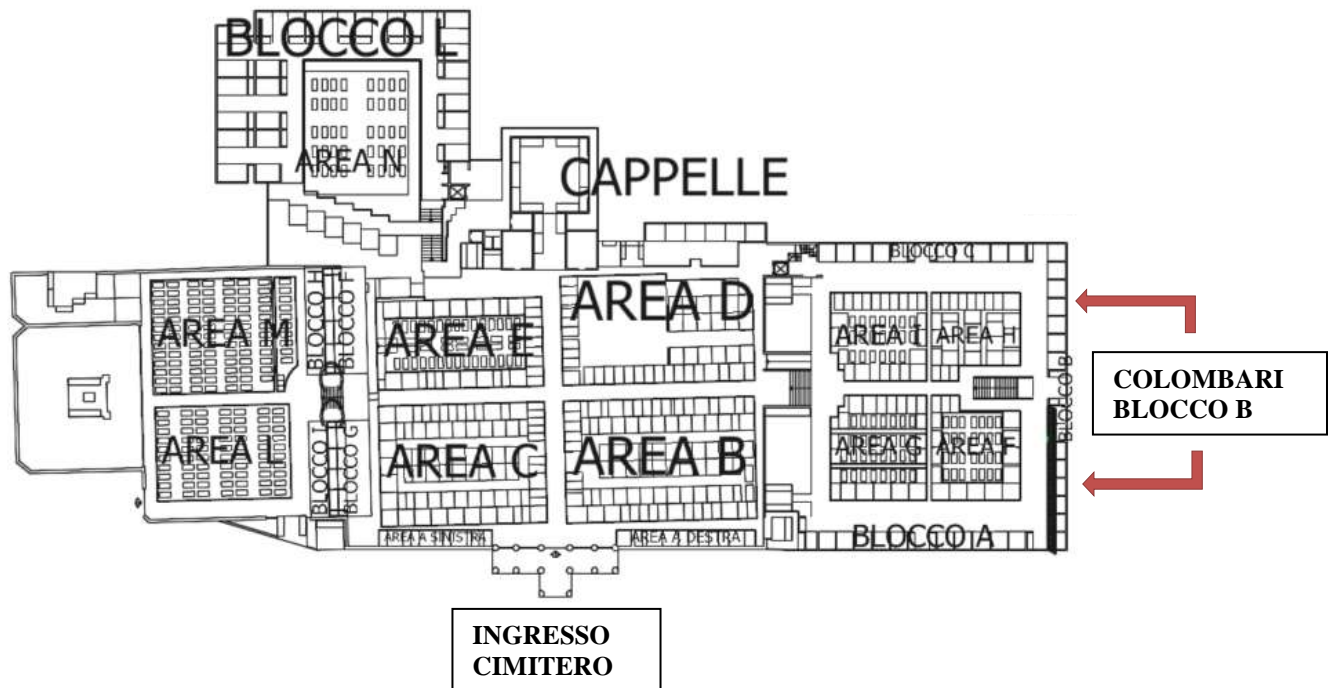 BLOCCO L
AREA N
CAPPELLE
BLOCCO C
AREA M
BLOCCO H
BLOCCO F
AREA E
AREA D
AREA I
AREA H
COLOMBARI
BLOCCO B
BLOCCO B
AREA L
BLOCCO I
BLOCCO G
AREA C
AREA B
AREA G
AREA F
AREA A SINISTRA
AREA A DESTRA
BLOCCO A
INGRESSO
CIMITERO